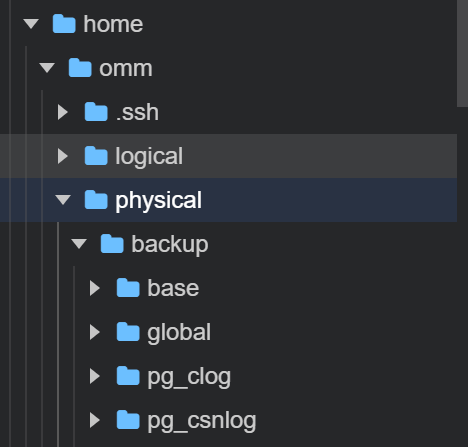 home
omm
.ssh
logical
physical
backup
base
global
pg_clog
pg_csnlog